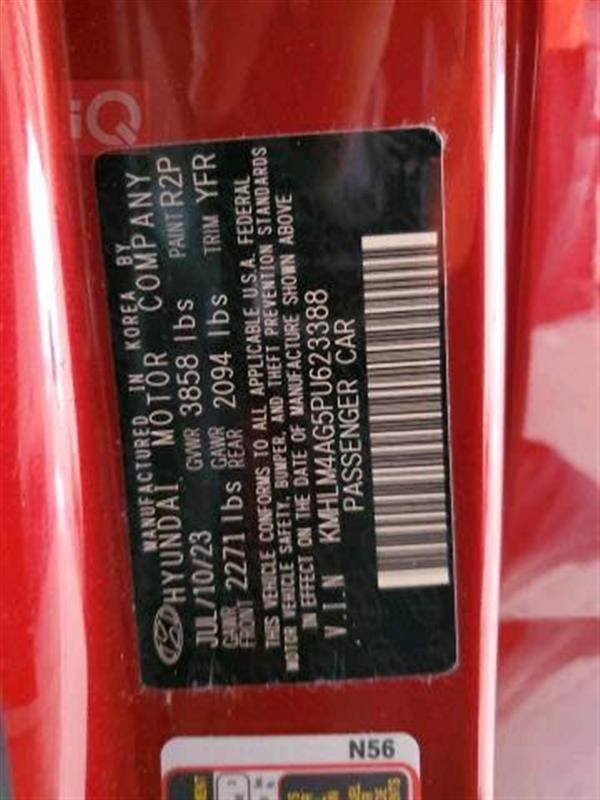 iQ
MANUFACTURED IN KOREA BY
HYUNDAI MOTOR COMPANY
JUL/10/23 GVWR 3858 lbs PAINT R2P
GAWR FRONT 2271 lbs GAWR REAR 2094 lbs TRIM YFR
THIS VEHICLE CONFORMS TO ALL APPLICABLE U.S.A. FEDERAL
MOTOR VEHICLE SAFETY, BUMPER, AND THEFT PREVENTION STANDARDS
IN EFFECT ON THE DATE OF MANUFACTURE SHOWN ABOVE
V.I.N KMHLM4AG5PU623388
PASSENGER CAR
N56